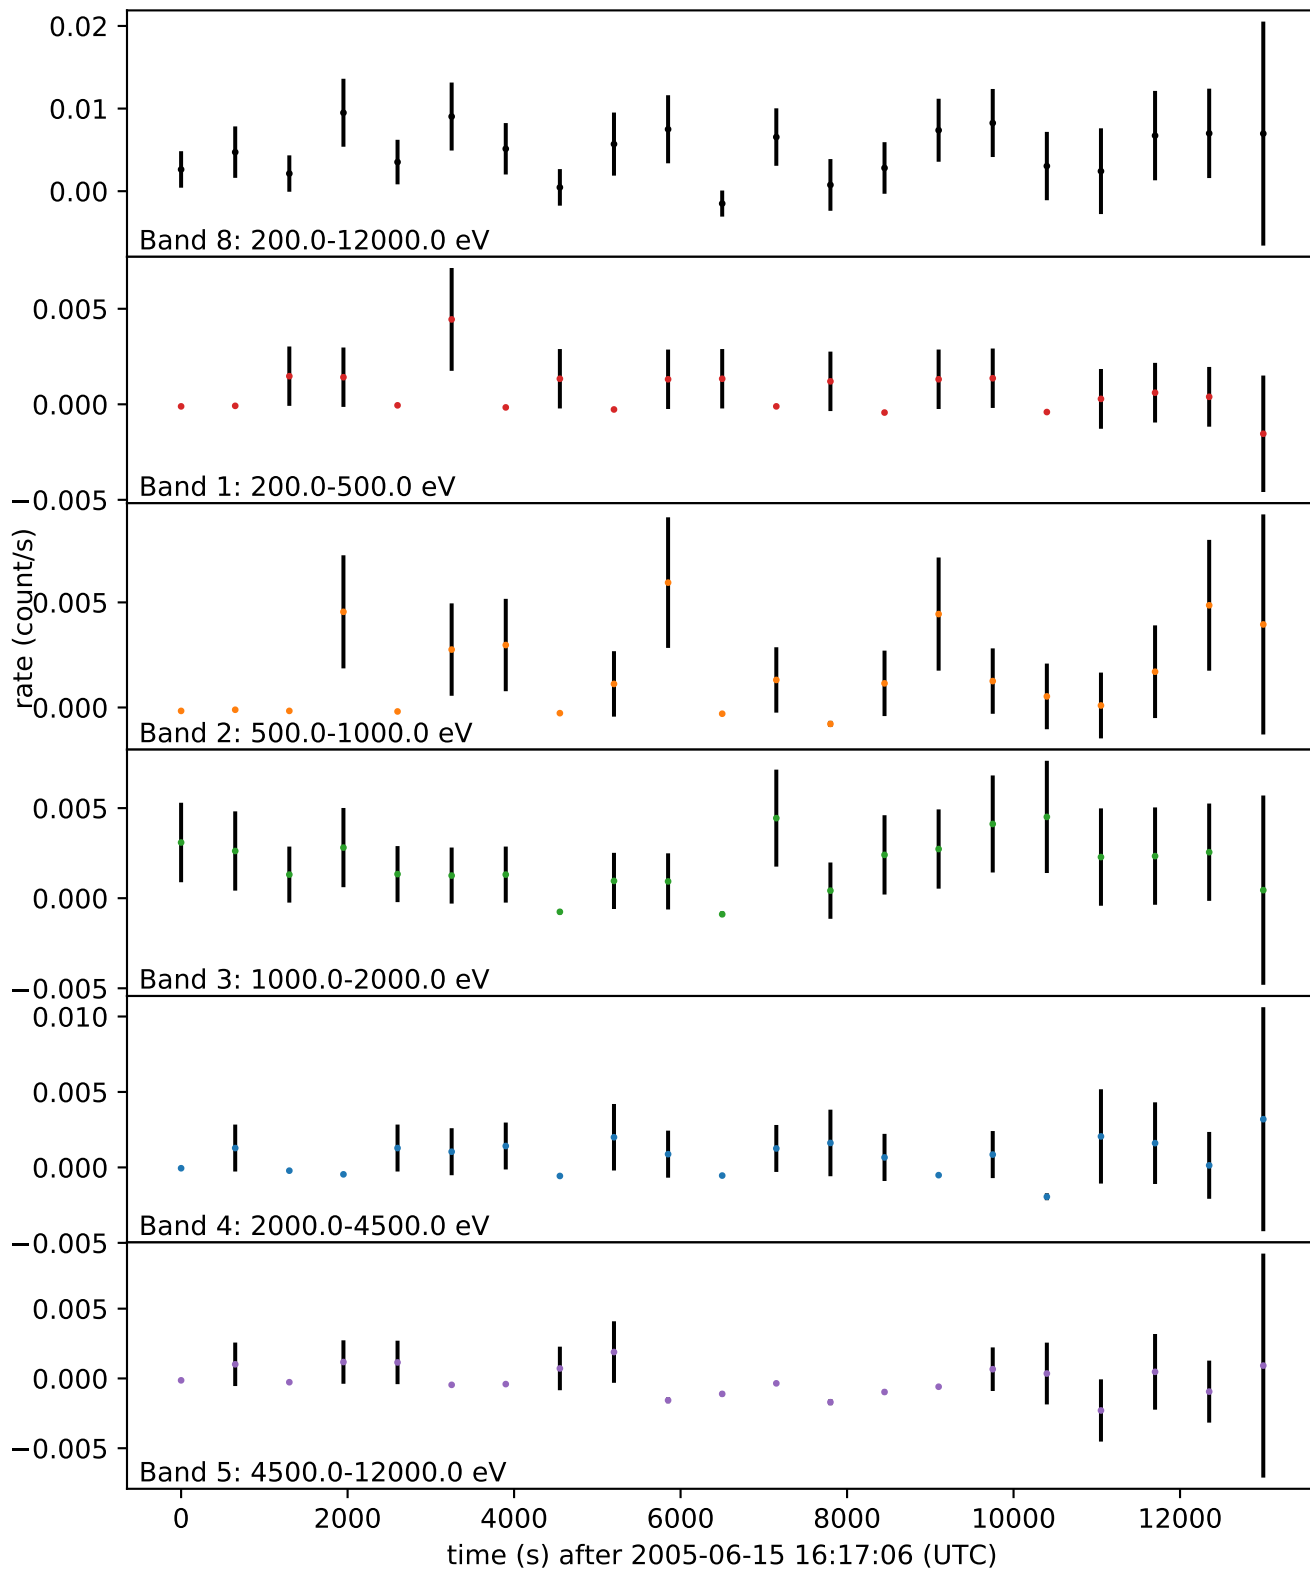 0.02
0.01
0.00
Band 8: 200.0-12000.0 eV
0.005
0.000
−0.005
Band 1: 200.0-500.0 eV
rate (count/s)
0.005
0.000
Band 2: 500.0-1000.0 eV
0.005
0.000
−0.005
Band 3: 1000.0-2000.0 eV
0.010
0.005
0.000
−0.005
Band 4: 2000.0-4500.0 eV
0.005
0.000
−0.005
Band 5: 4500.0-12000.0 eV
0 2000 4000 6000 8000 10000 12000
time (s) after 2005-06-15 16:17:06 (UTC)